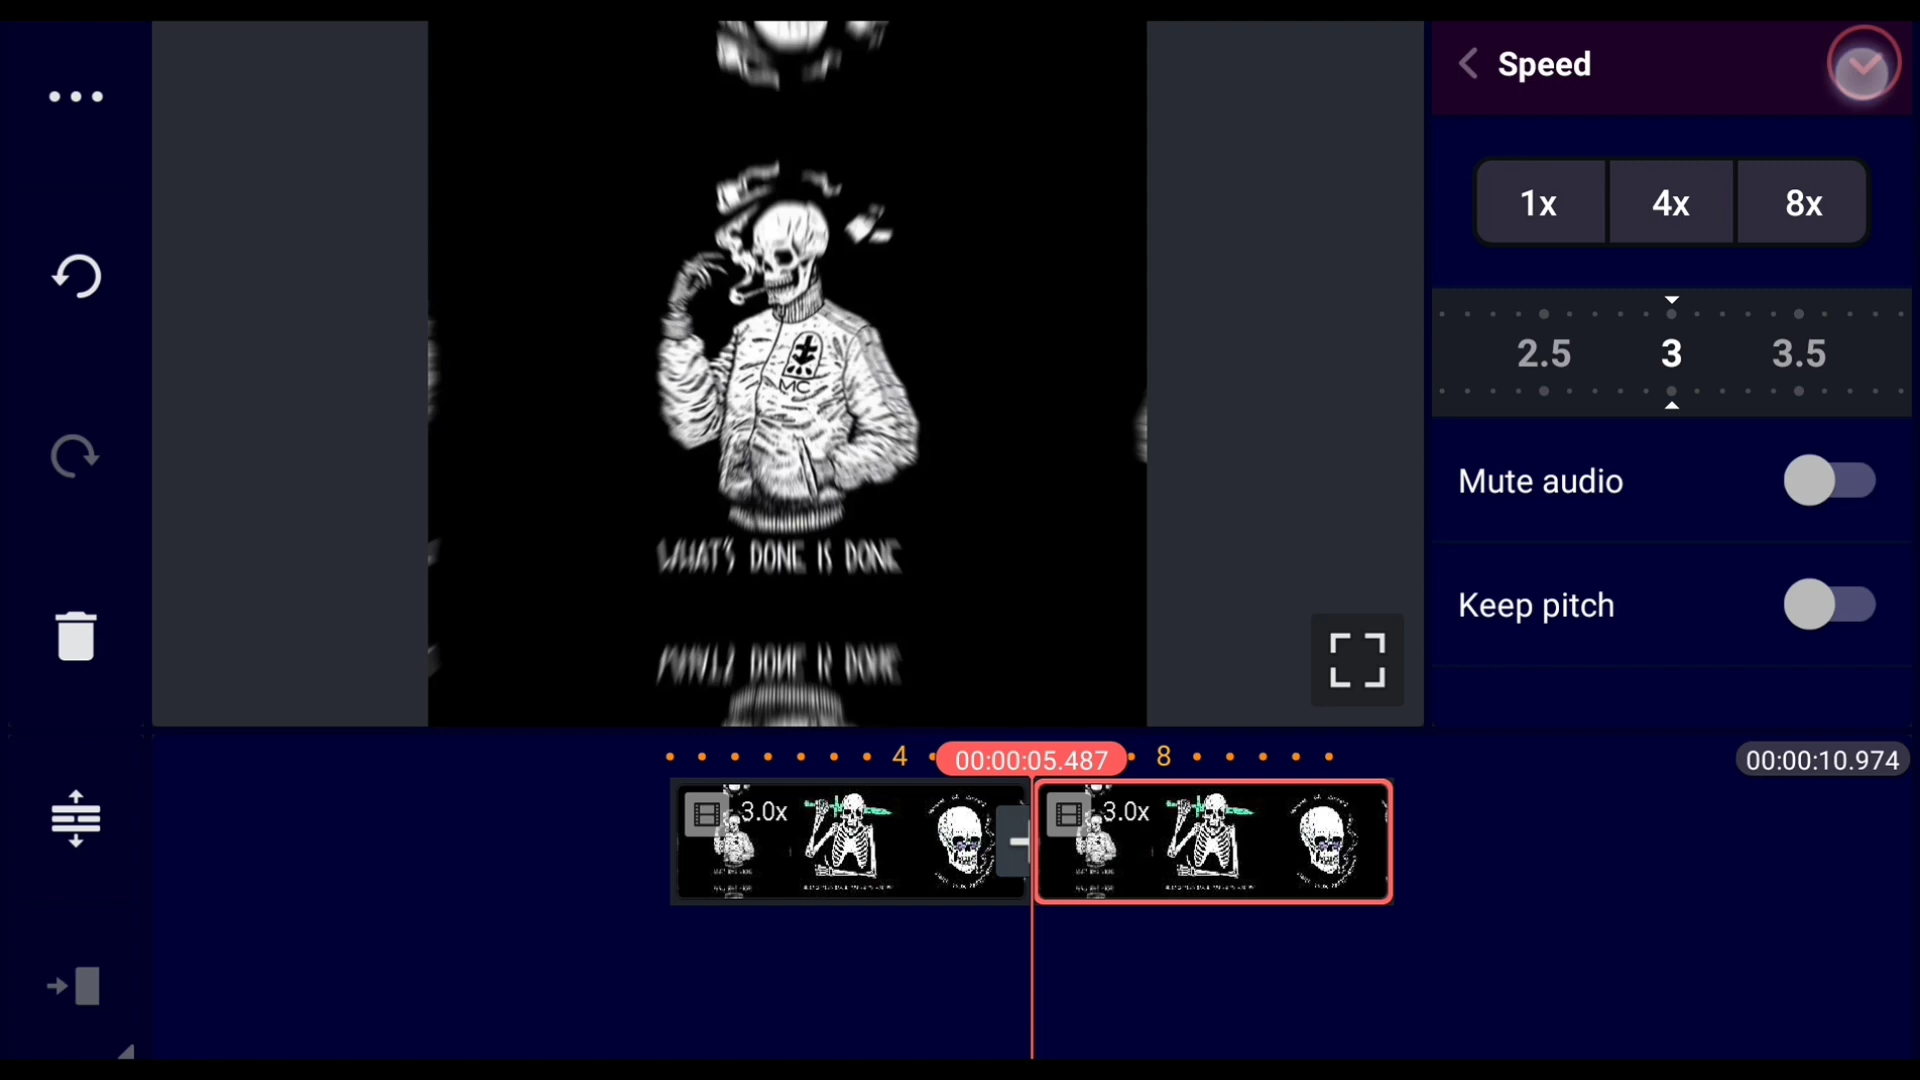 Speed
1x 4x 8x
2.5 3 3.5
Mute audio
Keep pitch
MC
WHAT'S DONE IS DONE
4 00:00:05.487 8 00:00:10.974
3.0x 3.0x